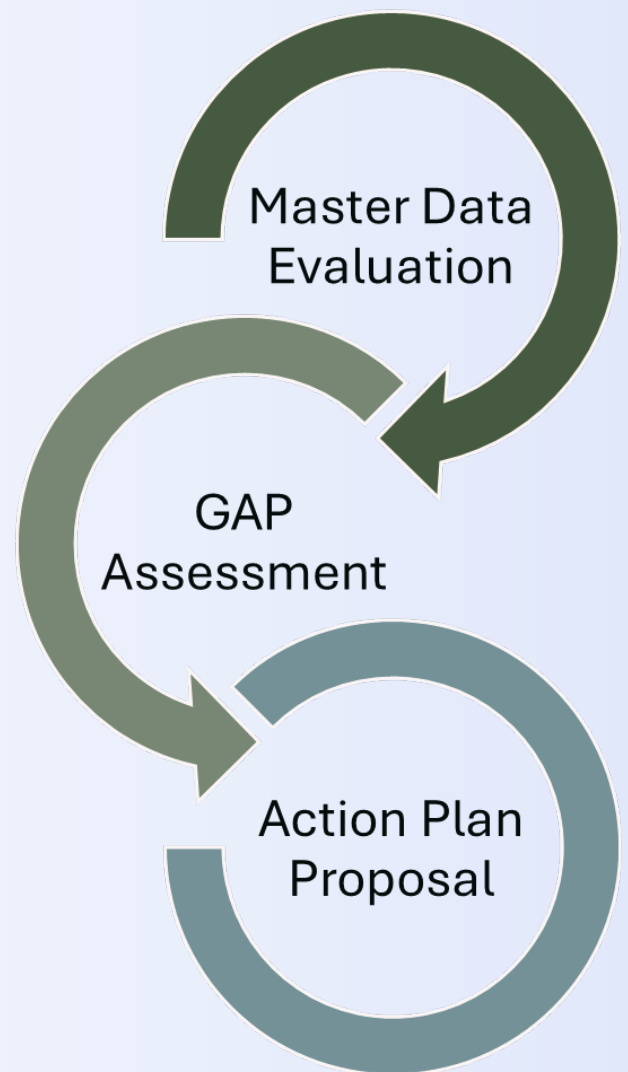 Master Data
Evaluation
GAP
Assessment
Action Plan
Proposal